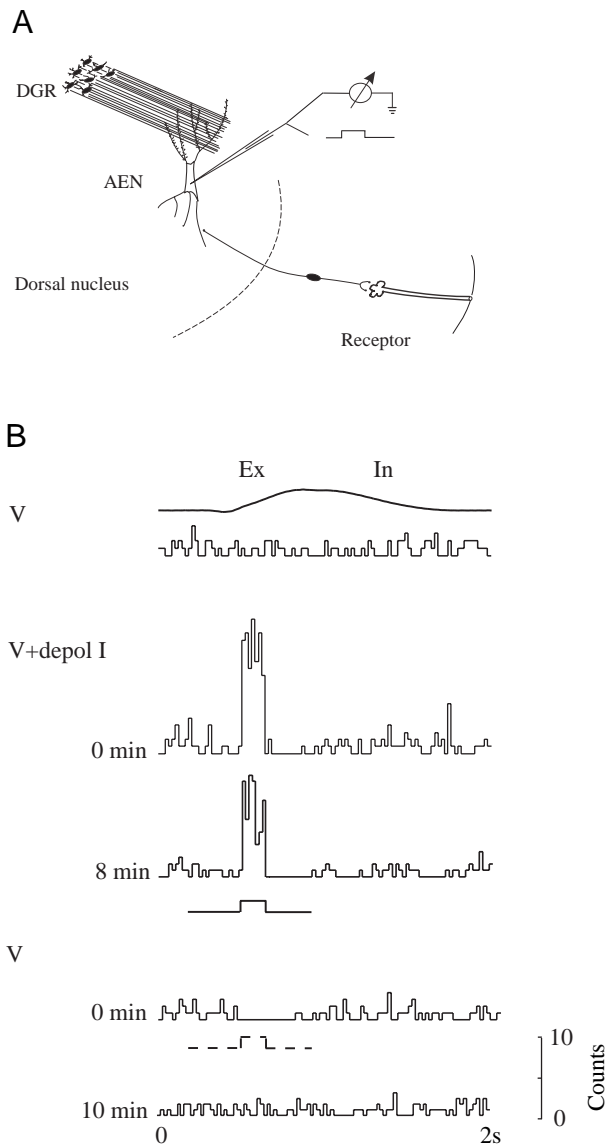 A
DGR
AEN
Dorsal nucleus
Receptor
B
Ex In
V
V+depol I
0 min
8 min
V
0 min
10 min
10
0
Counts
0 2s